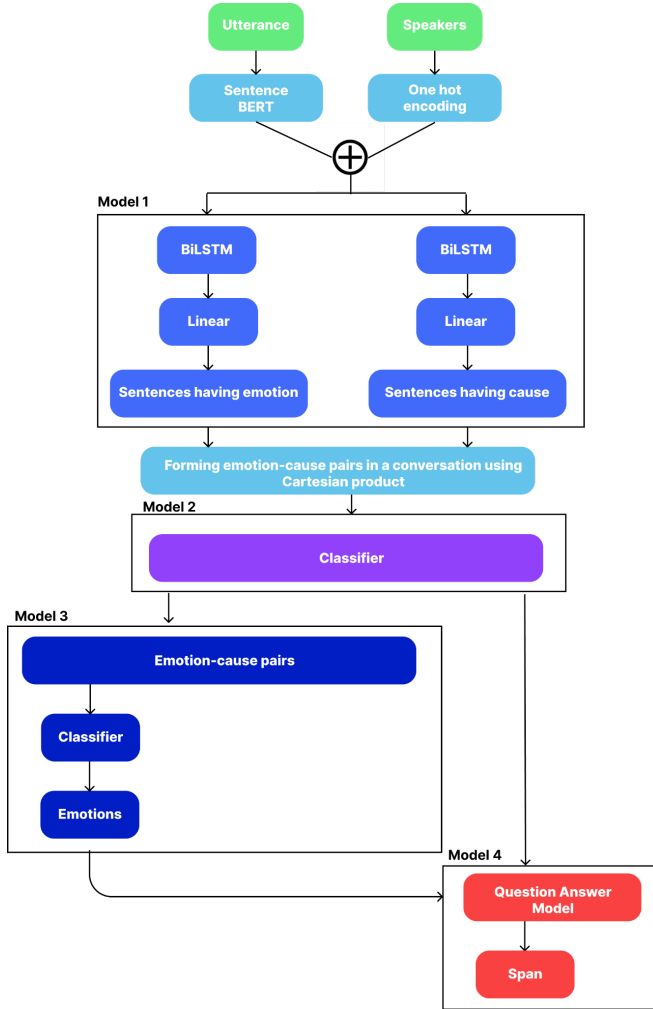 Utterance
Speakers
Sentence
BERT
One hot
encoding
Model 1
BiLSTM
BiLSTM
Linear
Linear
Sentences having emotion
Sentences having cause
Forming emotion-cause pairs in a conversation using
Cartesian product
Model 2
Classifier
Model 3
Emotion-cause pairs
Classifier
Emotions
Model 4
Question Answer
Model
Span